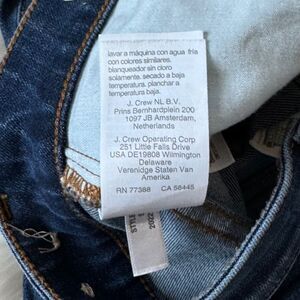 lavar a máquina con agua fria
con colores similares.
blanqueador sin cloro
solamente. secado a baja
temperatura. planchar a
temperatura baja.
J. Crew NL B.V.
Prins Bernhardplein 200
1097 JB Amsterdam,
Netherlands
J. Crew Operating Corp
251 Little Falls Drive
USA DE19808 Wilmington
Delaware
Verenidge Staten Van
Amerika
RN 77388 CA 56445